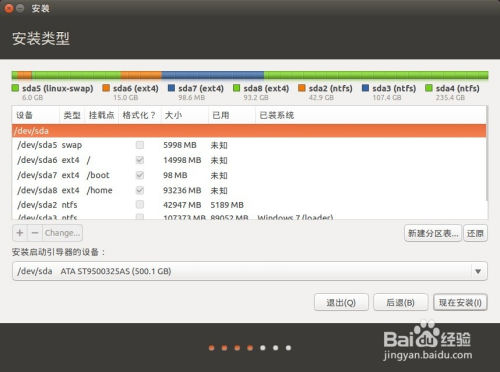 安装
安装类型
sda5 (linux-swap) sda6 (ext4) sda7 (ext4) sda8 (ext4) sda2 (ntfs) sda3 (ntfs) sda4 (ntfs)
6.0 GB 15.0 GB 98.6 MB 93.2 GB 42.9 GB 107.4 GB 235.4 GB
设备 类型 挂载点 格式化？ 大小 已用 已装系统
/dev/sda
/dev/sda5 swap 5998 MB 未知
/dev/sda6 ext4 / 14998 MB 未知
/dev/sda7 ext4 /boot 98 MB 未知
/dev/sda8 ext4 /home 93236 MB 未知
/dev/sda2 ntfs 42947 MB 5189 MB
/dev/sda3 ntfs 107373 MB 89052 MB Windows 7 (loader)
+ − Change... 新建分区表... 还原
安装启动引导器的设备：
/dev/sda ATA ST9500325AS (500.1 GB)
退出(Q) 后退(B) 现在安装(I)
Baidu经验
jingyan.baidu.com